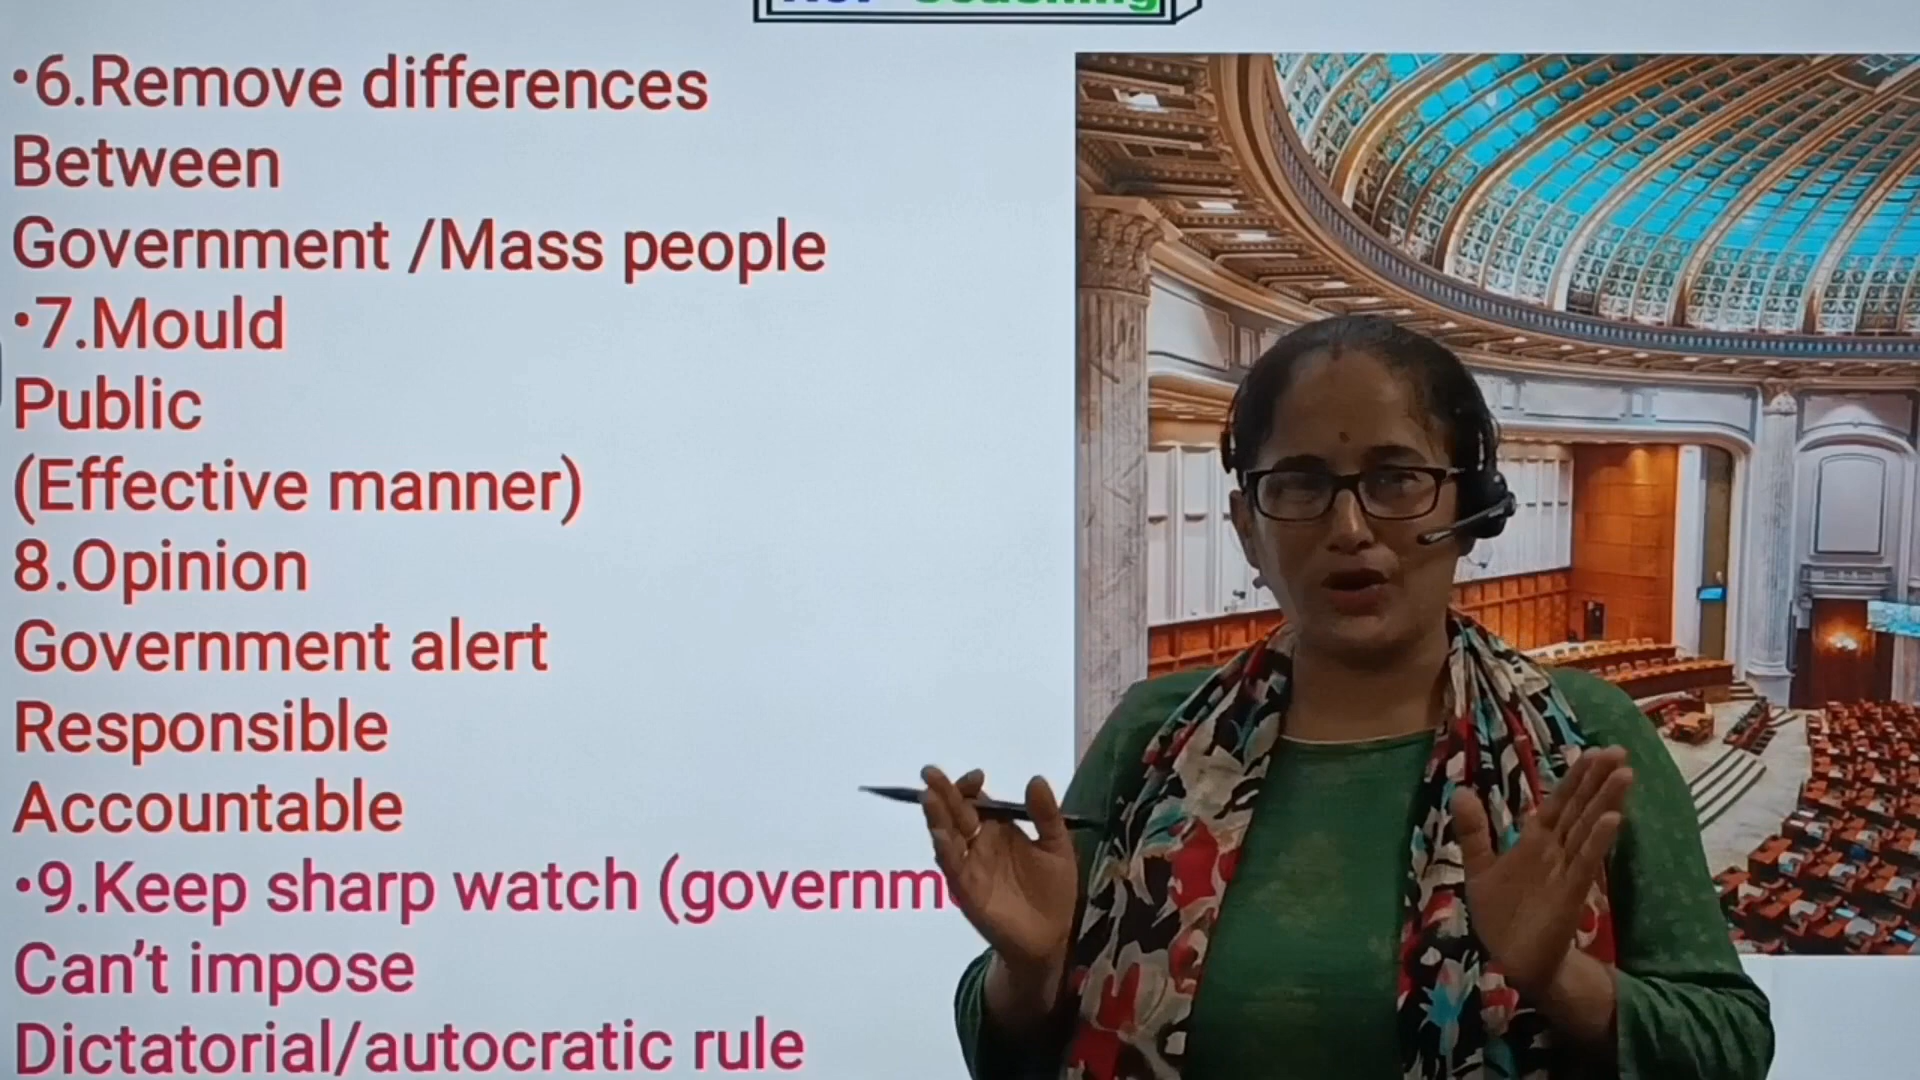 Coaching
•6.Remove differences
Between
Government /Mass people
•7.Mould
Public
(Effective manner)
8.Opinion
Government alert
Responsible
Accountable
•9.Keep sharp watch (governm
Can't impose
Dictatorial/autocratic rule